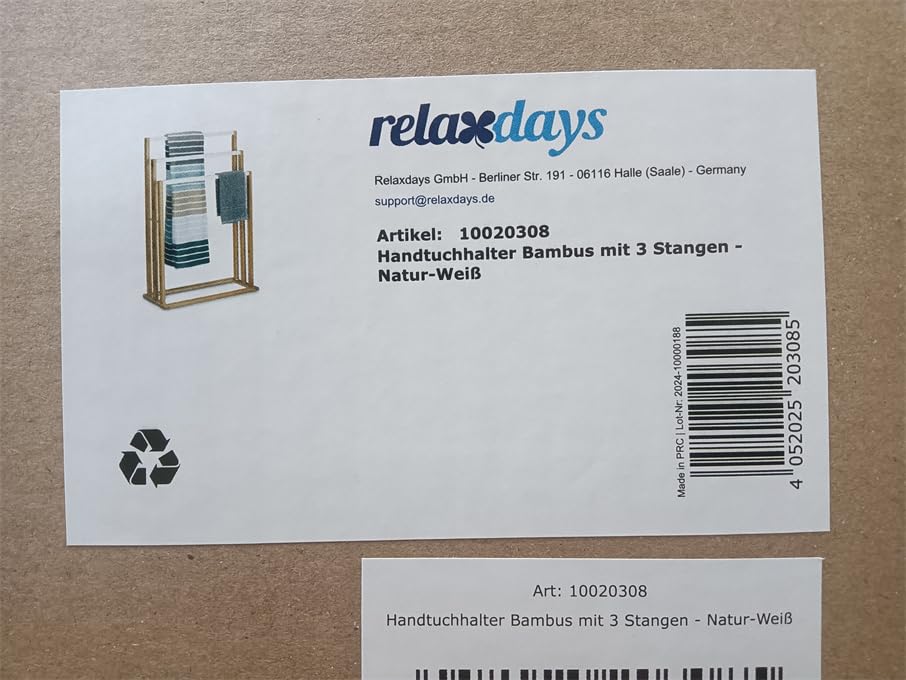 relaxdays
Relaxdays GmbH - Berliner Str. 191 - 06116 Halle (Saale) - Germany
support@relaxdays.de
Artikel: 10020308
Handtuchhalter Bambus mit 3 Stangen -
Natur-Weiß
Made in PRC | Lot-Nr: 2024-10000188
4 052025 203085
Art: 10020308
Handtuchhalter Bambus mit 3 Stangen - Natur-Weiß